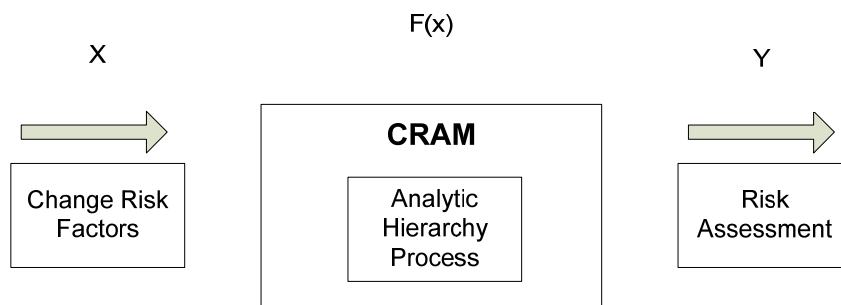 F(x)
X
Y
CRAM
Change Risk
Factors
Analytic
Hierarchy
Process
Risk
Assessment